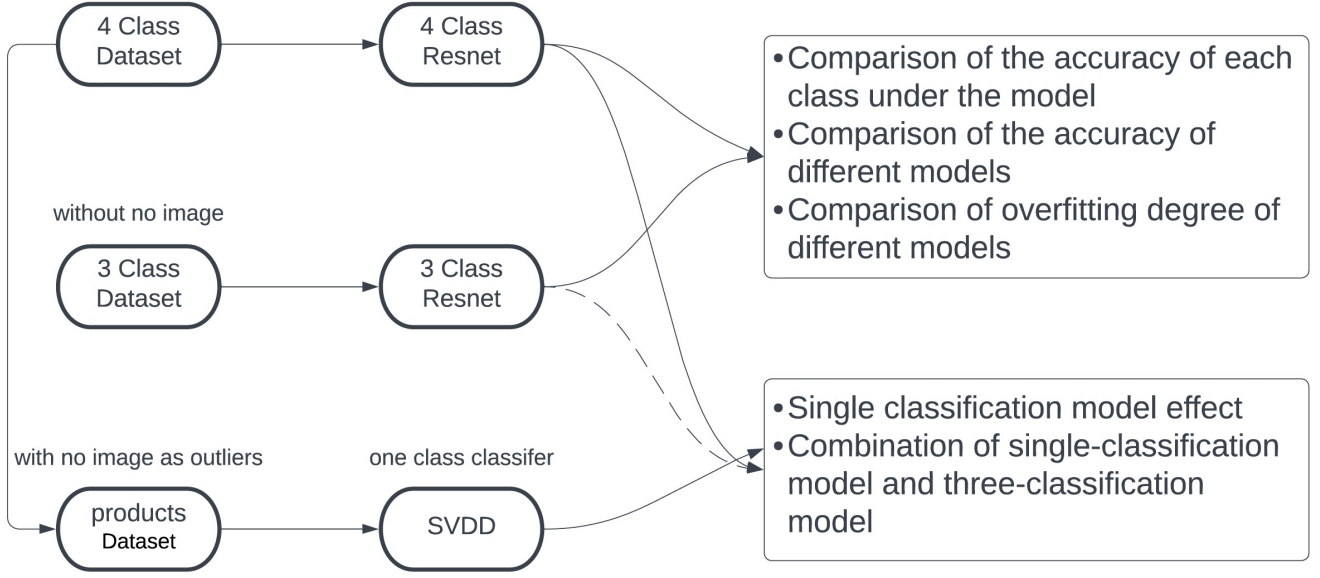 4 Class
Dataset
4 Class
Resnet
•Comparison of the accuracy of each
class under the model
•Comparison of the accuracy of
different models
•Comparison of overfitting degree of
different models
without no image
3 Class
Dataset
3 Class
Resnet
•Single classification model effect
•Combination of single-classification
model and three-classification
model
with no image as outliers
one class classifer
products
Dataset
SVDD